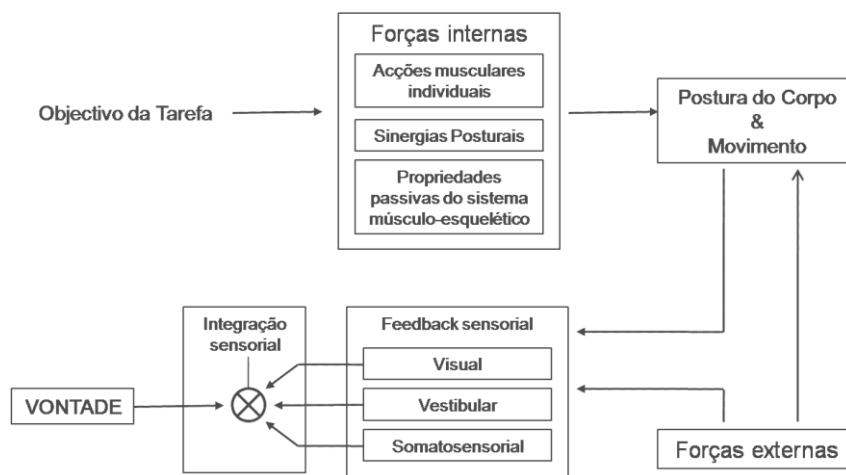 Forças internas
Acções musculares
individuais
Objectivo da Tarefa
Sinergias Posturais
Propriedades
passivas do sistema
músculo-esquelético
Postura do Corpo
&
Movimento
Integração
sensorial
Feedback sensorial
Visual
VONTADE
Vestibular
Somatosensorial
Forças externas